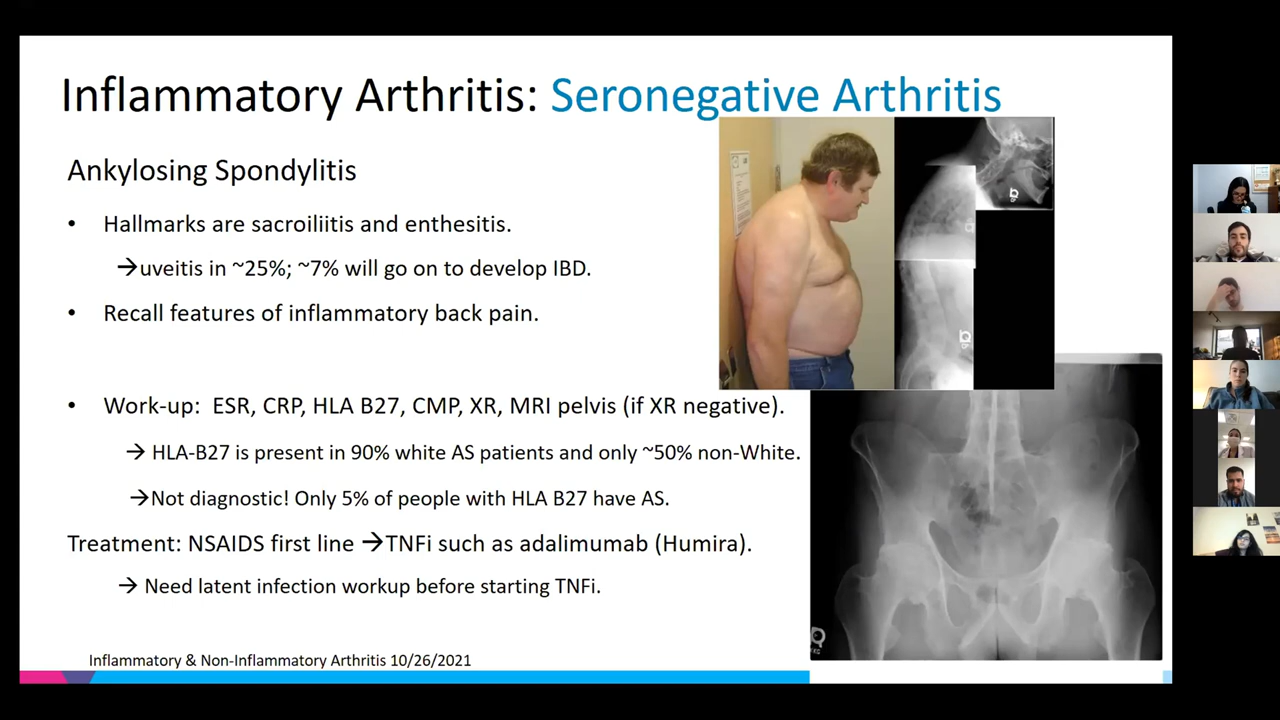 Inflammatory Arthritis: Seronegative Arthritis
Ankylosing Spondylitis
• Hallmarks are sacroiliitis and enthesitis.
→uveitis in ~25%; ~7% will go on to develop IBD.
• Recall features of inflammatory back pain.
• Work-up: ESR, CRP, HLA B27, CMP, XR, MRI pelvis (if XR negative).
→ HLA-B27 is present in 90% white AS patients and only ~50% non-White.
→Not diagnostic! Only 5% of people with HLA B27 have AS.
Treatment: NSAIDS first line →TNFi such as adalimumab (Humira).
→ Need latent infection workup before starting TNFi.
Inflammatory & Non-Inflammatory Arthritis 10/26/2021